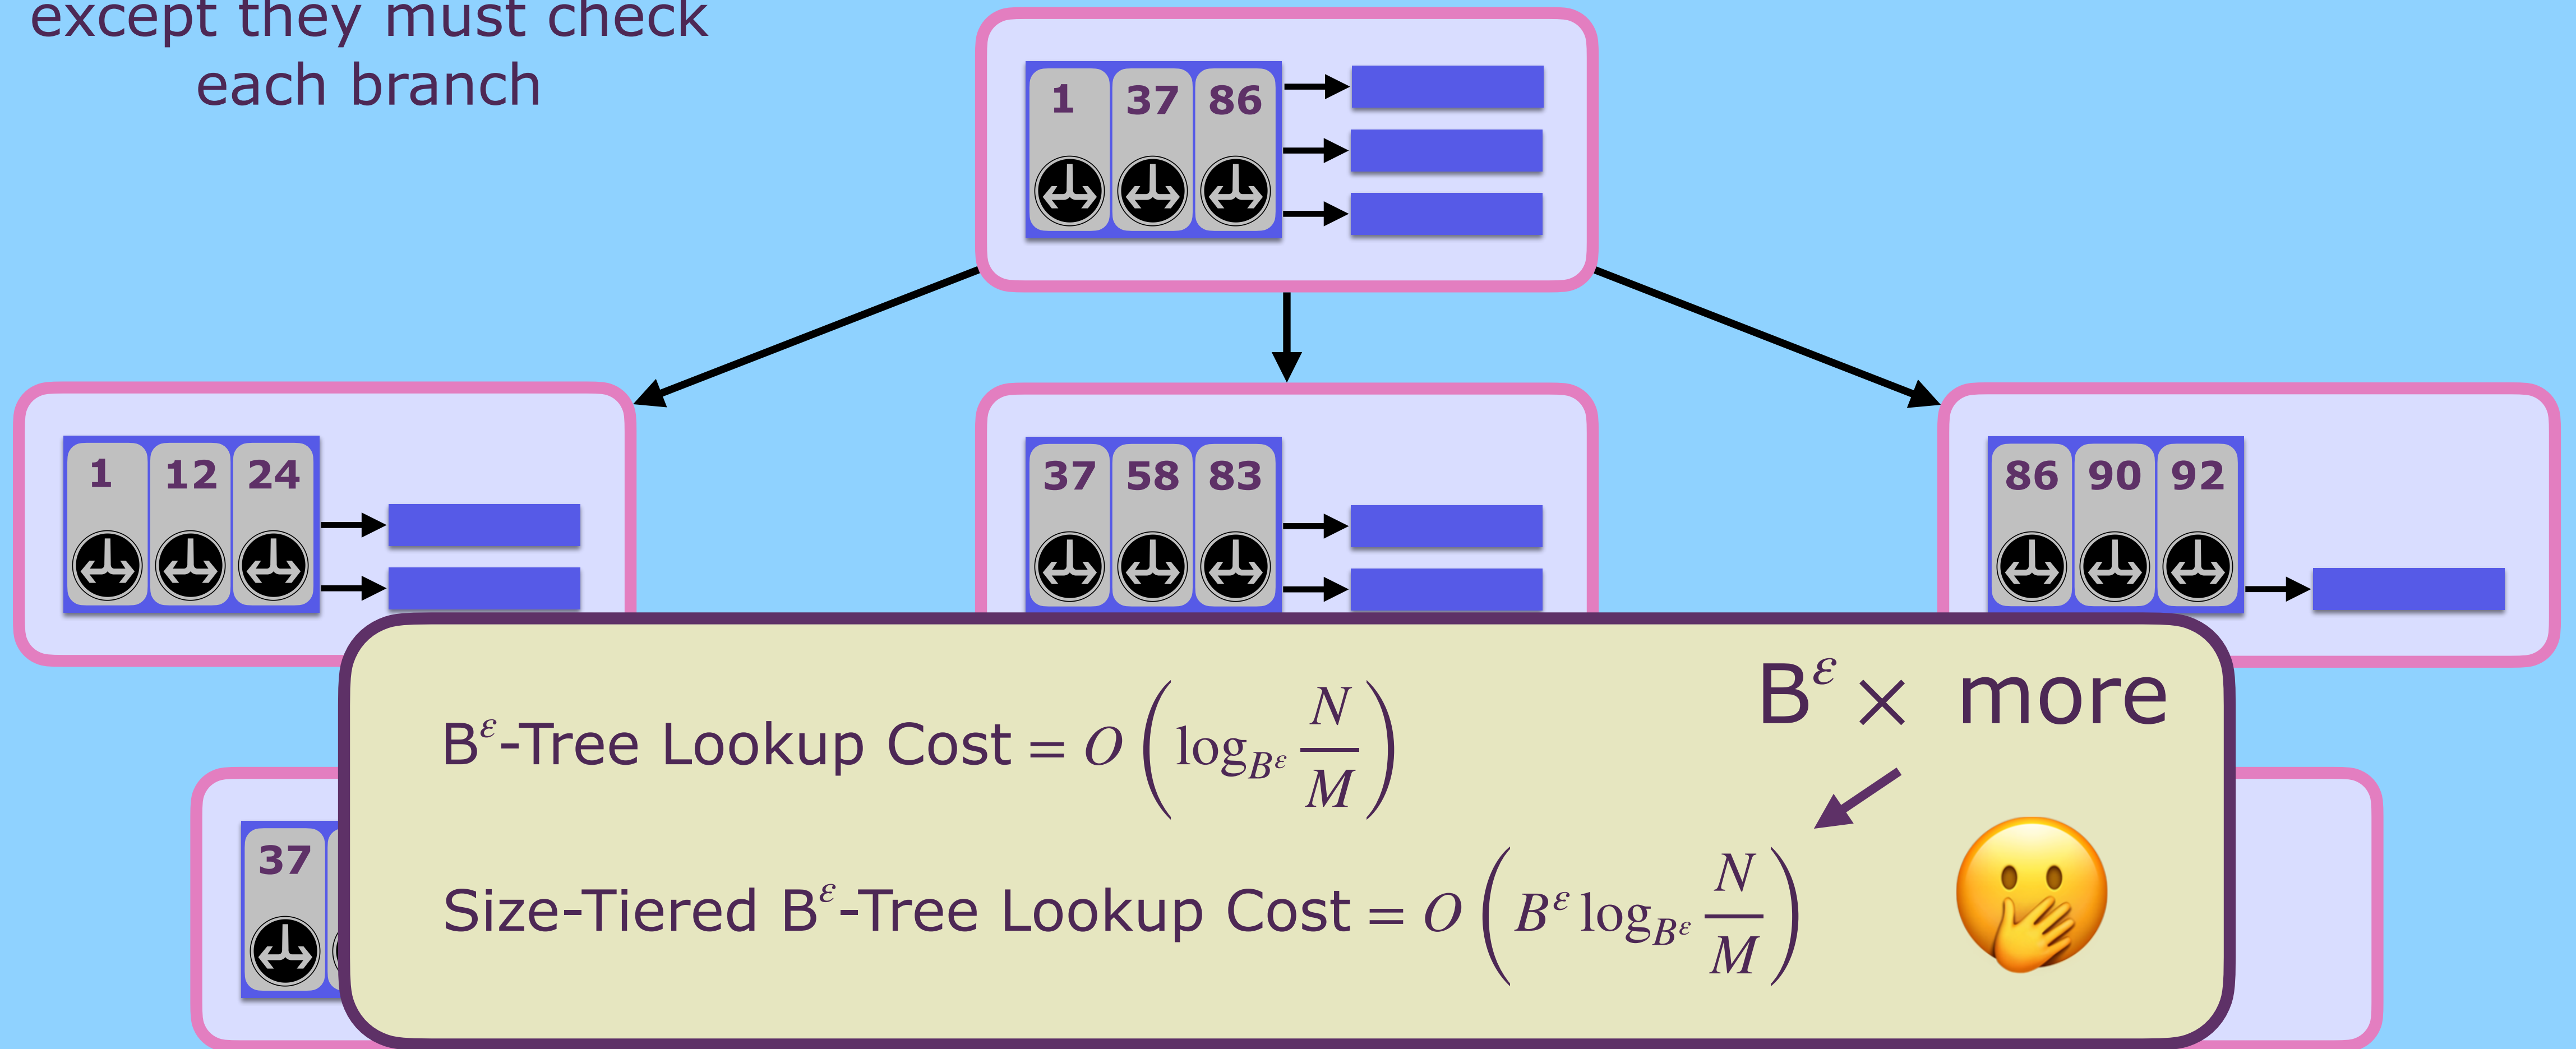 except they must check
each branch
1 37 86
1 12 24
37 58 83
86 90 92
37
B^ε × more
B^ε-Tree Lookup Cost = O(log_{B^ε} N/M)
Size-Tiered B^ε-Tree Lookup Cost = O(B^ε log_{B^ε} N/M)